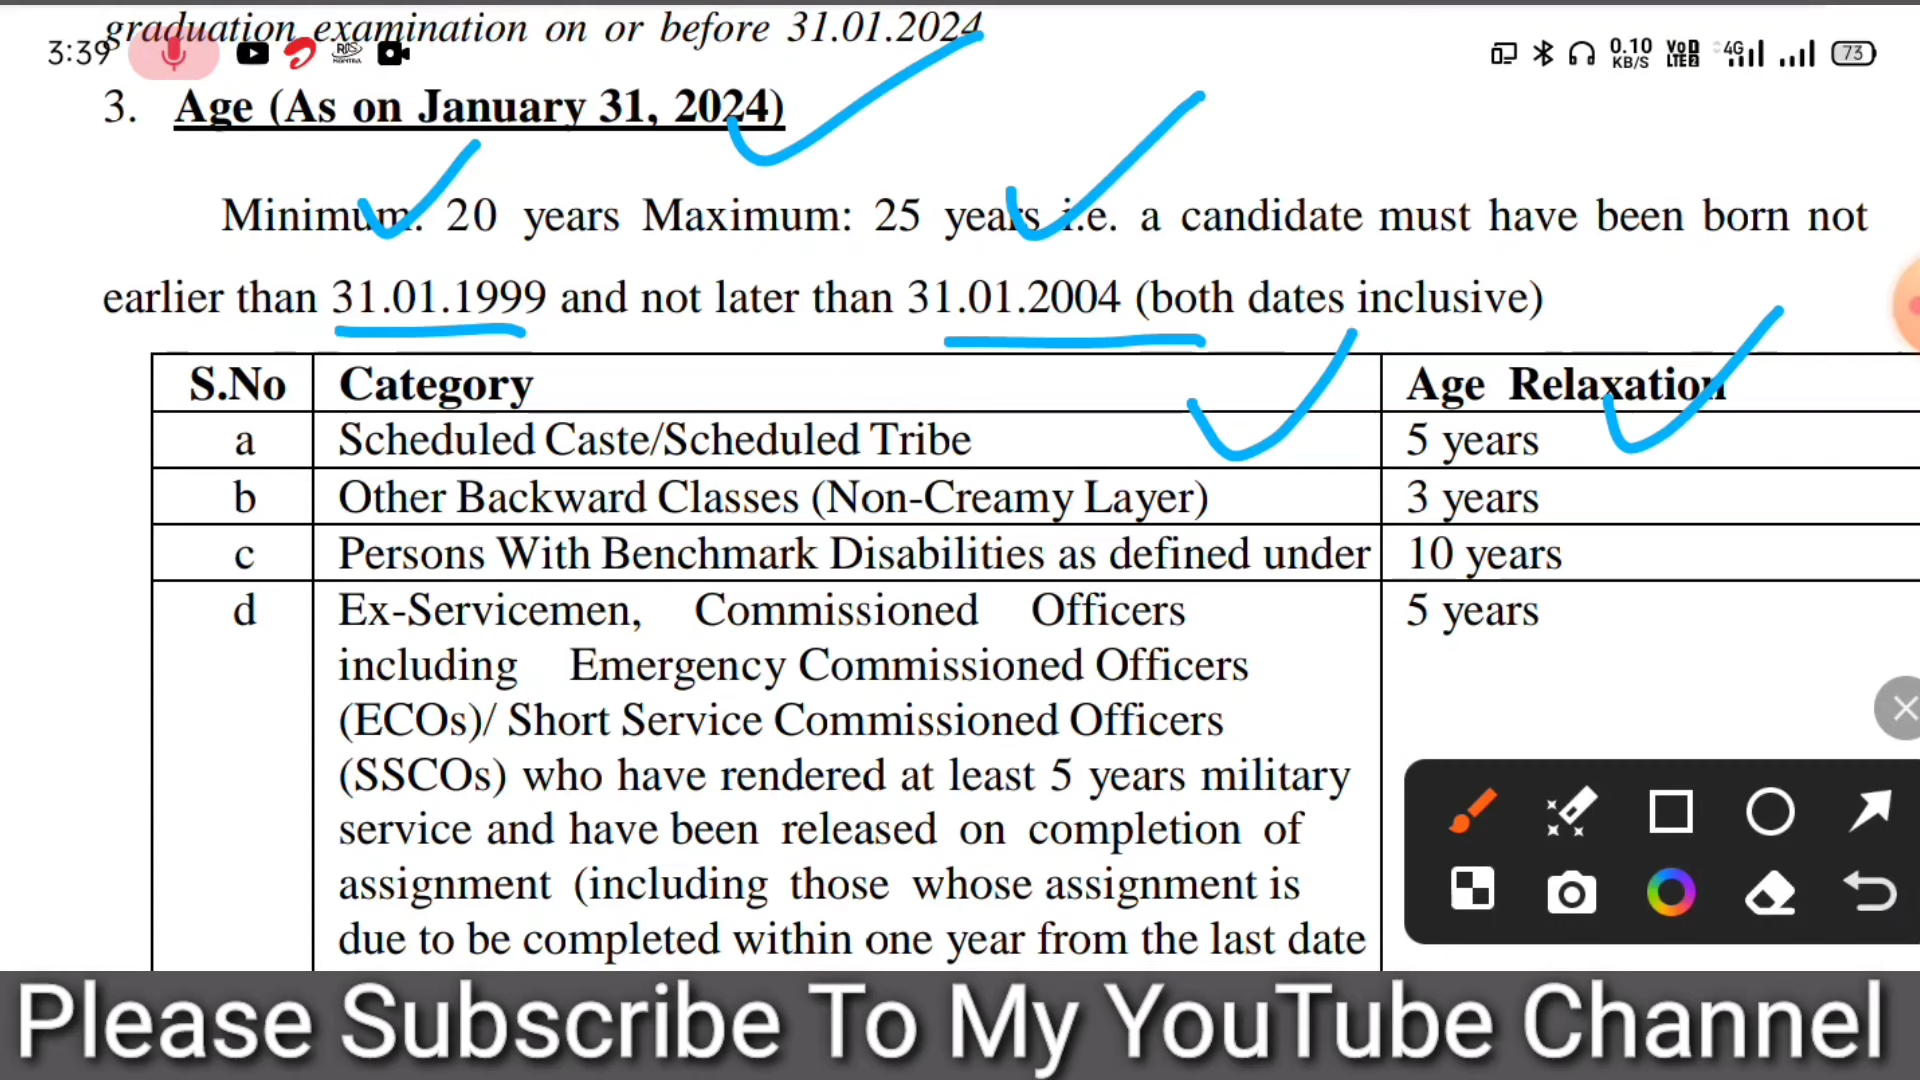 graduation examination on or before 31.01.2024
3:39
0.10 KB/S
VoD LTE2
4G
73
3. Age (As on January 31, 2024)
Minimum: 20 years Maximum: 25 years i.e. a candidate must have been born not
earlier than 31.01.1999 and not later than 31.01.2004 (both dates inclusive)
S.No Category Age Relaxation
a Scheduled Caste/Scheduled Tribe 5 years
b Other Backward Classes (Non-Creamy Layer) 3 years
c Persons With Benchmark Disabilities as defined under 10 years
d Ex-Servicemen, Commissioned Officers 5 years
including Emergency Commissioned Officers
(ECOs)/ Short Service Commissioned Officers
(SSCOs) who have rendered at least 5 years military
service and have been released on completion of
assignment (including those whose assignment is
due to be completed within one year from the last date
Please Subscribe To My YouTube Channel